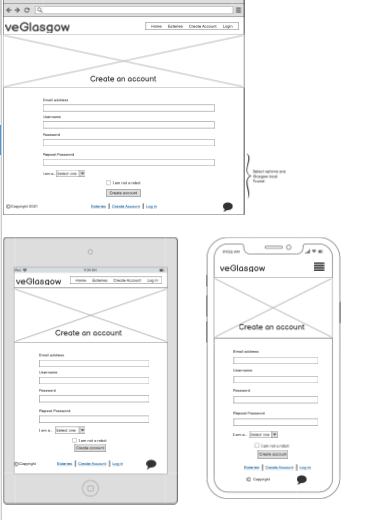 veGlasgow
Home Eateries Create Account Login
Create an account
Email address
Username
Password
Repeat Password
I am a.. Select one
I am not a robot
Create account
©Copyright 2021 Eateries Create Account Log in
Select options are
Glasgow local
Tourist
veGlasgow Home Eateries Create Account Log in
Create an account
Email address
Username
Password
Repeat Password
I am a.. Select one
I am not a robot
Create account
©Copyright Eateries Create Account Log in
veGlasgow
Create an account
Email address
Username
Password
Repeat Password
I am a.. Select one
I am not a robot
Create account
Eateries Create Account Log in
© Copyright